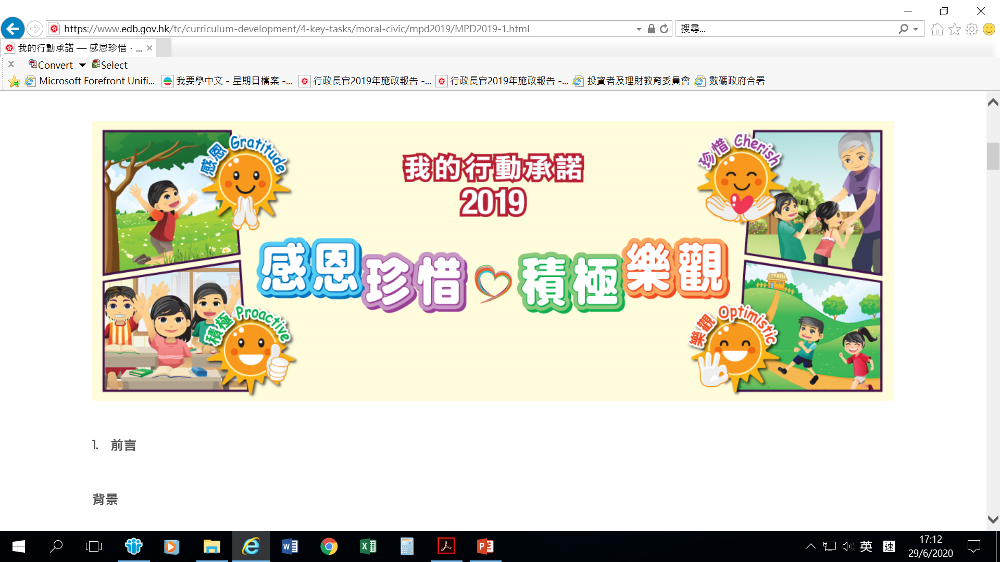 https://www.edb.gov.hk/tc/curriculum-development/4-key-tasks/moral-civic/mpd2019/MPD2019-1.html
搜尋...
我的行動承諾 — 感恩珍惜 · ...
x Convert Select
Microsoft Forefront Unifi... 我要學中文 - 星期日檔案 -... 行政長官2019年施政報告 -... 行政長官2019年施政報告 -... 投資者及理財教育委員會 數碼政府合署
感恩 Gratitude
珍惜 Cherish
我的行動承諾
2019
感恩珍惜 積極樂觀
積極 Proactive
樂觀 Optimistic
1. 前言
背景
英 速 17:12
29/6/2020